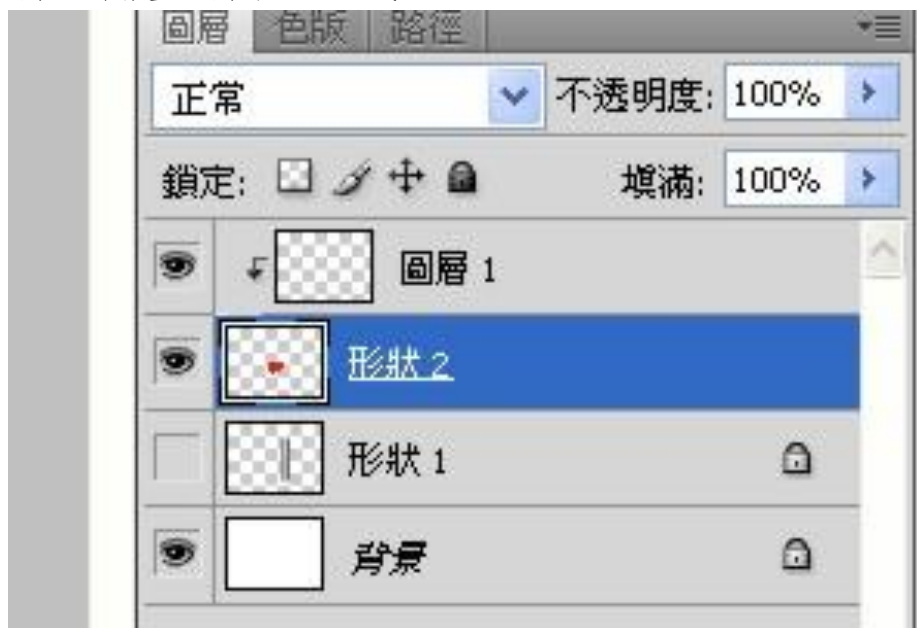 圖層 色版 路徑
正常 不透明度: 100%
鎖定: 填滿: 100%
圖層 1
形狀 2
形狀 1
背景